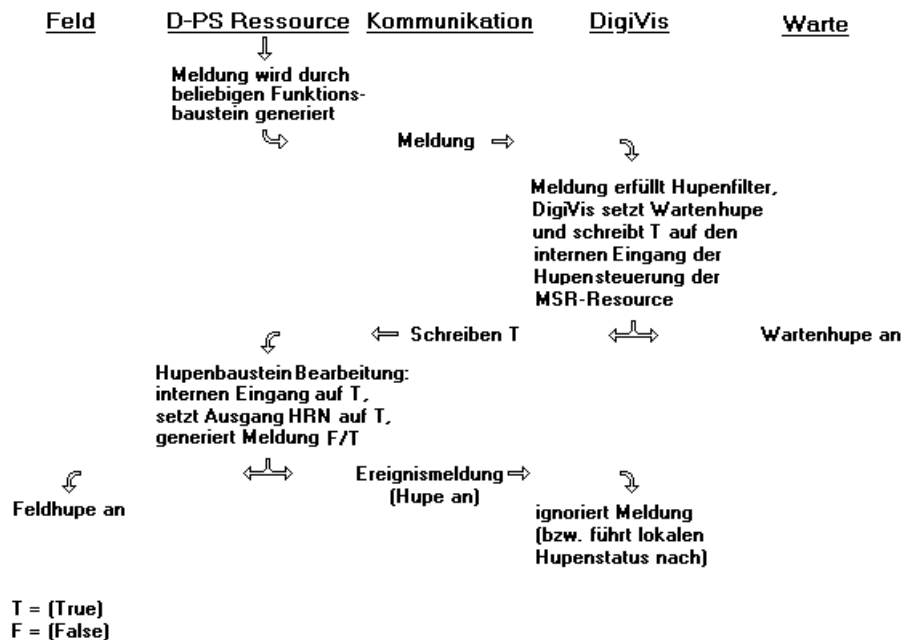 Feld D-PS Ressource Kommunikation DigiVis Warte
Meldung wird durch
beliebigen Funktions-
baustein generiert
Meldung
Meldung erfüllt Hupenfilter,
DigiVis setzt Wartenhupe
und schreibt T auf den
internen Eingang der
Hupensteuerung der
MSR-Resource
Schreiben T
Wartenhupe an
Hupenbaustein Bearbeitung:
internen Eingang auf T,
setzt Ausgang HRN auf T,
generiert Meldung F/T
Feldhupe an
Ereignismeldung
(Hupe an)
ignoriert Meldung
(bzw. führt lokalen
Hupenstatus nach)
T = (True)
F = (False)